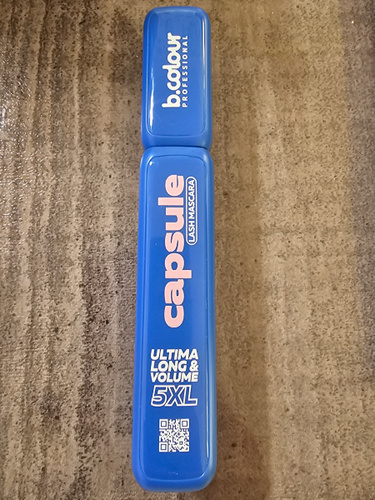 b.colour
PROFESSIONAL
capsule
LASH MASCARA
ULTIMA
LONG &
VOLUME
5XL